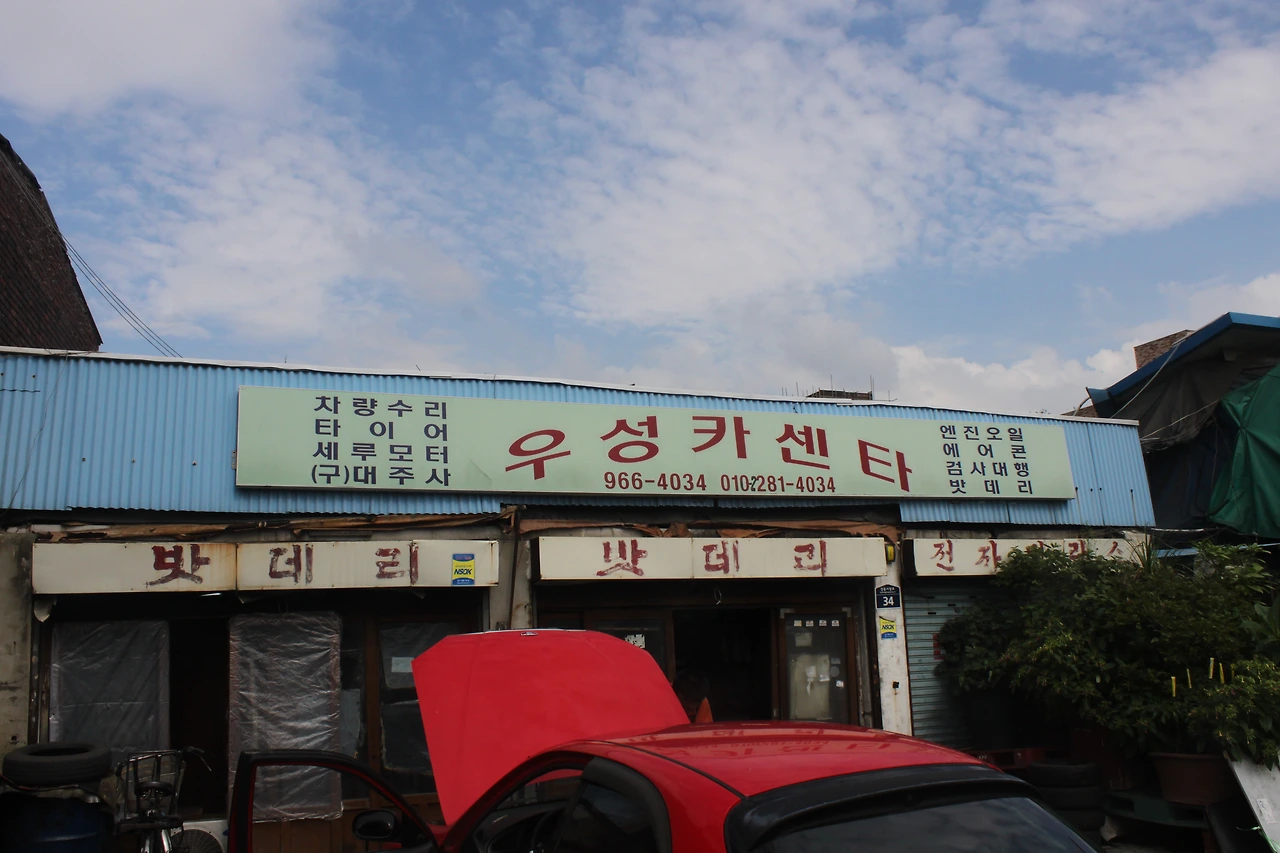 차량수리
타이어
세루모터
(구)대주사
우성카센타
966-4034 010-281-4034
엔진오일
에어콘
검사대행
밧데리
밧데리
NSOK
밧데리
34
NSOK